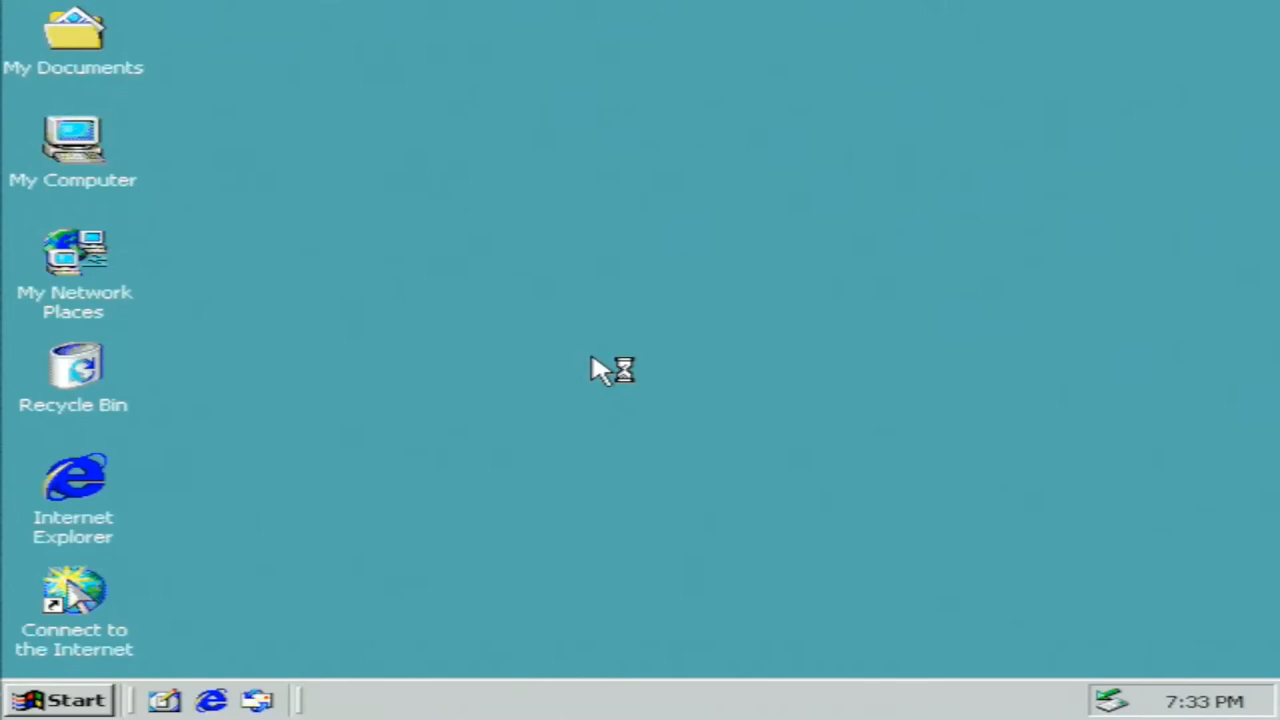 My Documents
My Computer
My Network
Places
Recycle Bin
Internet
Explorer
Connect to
the Internet
Start
7:33 PM